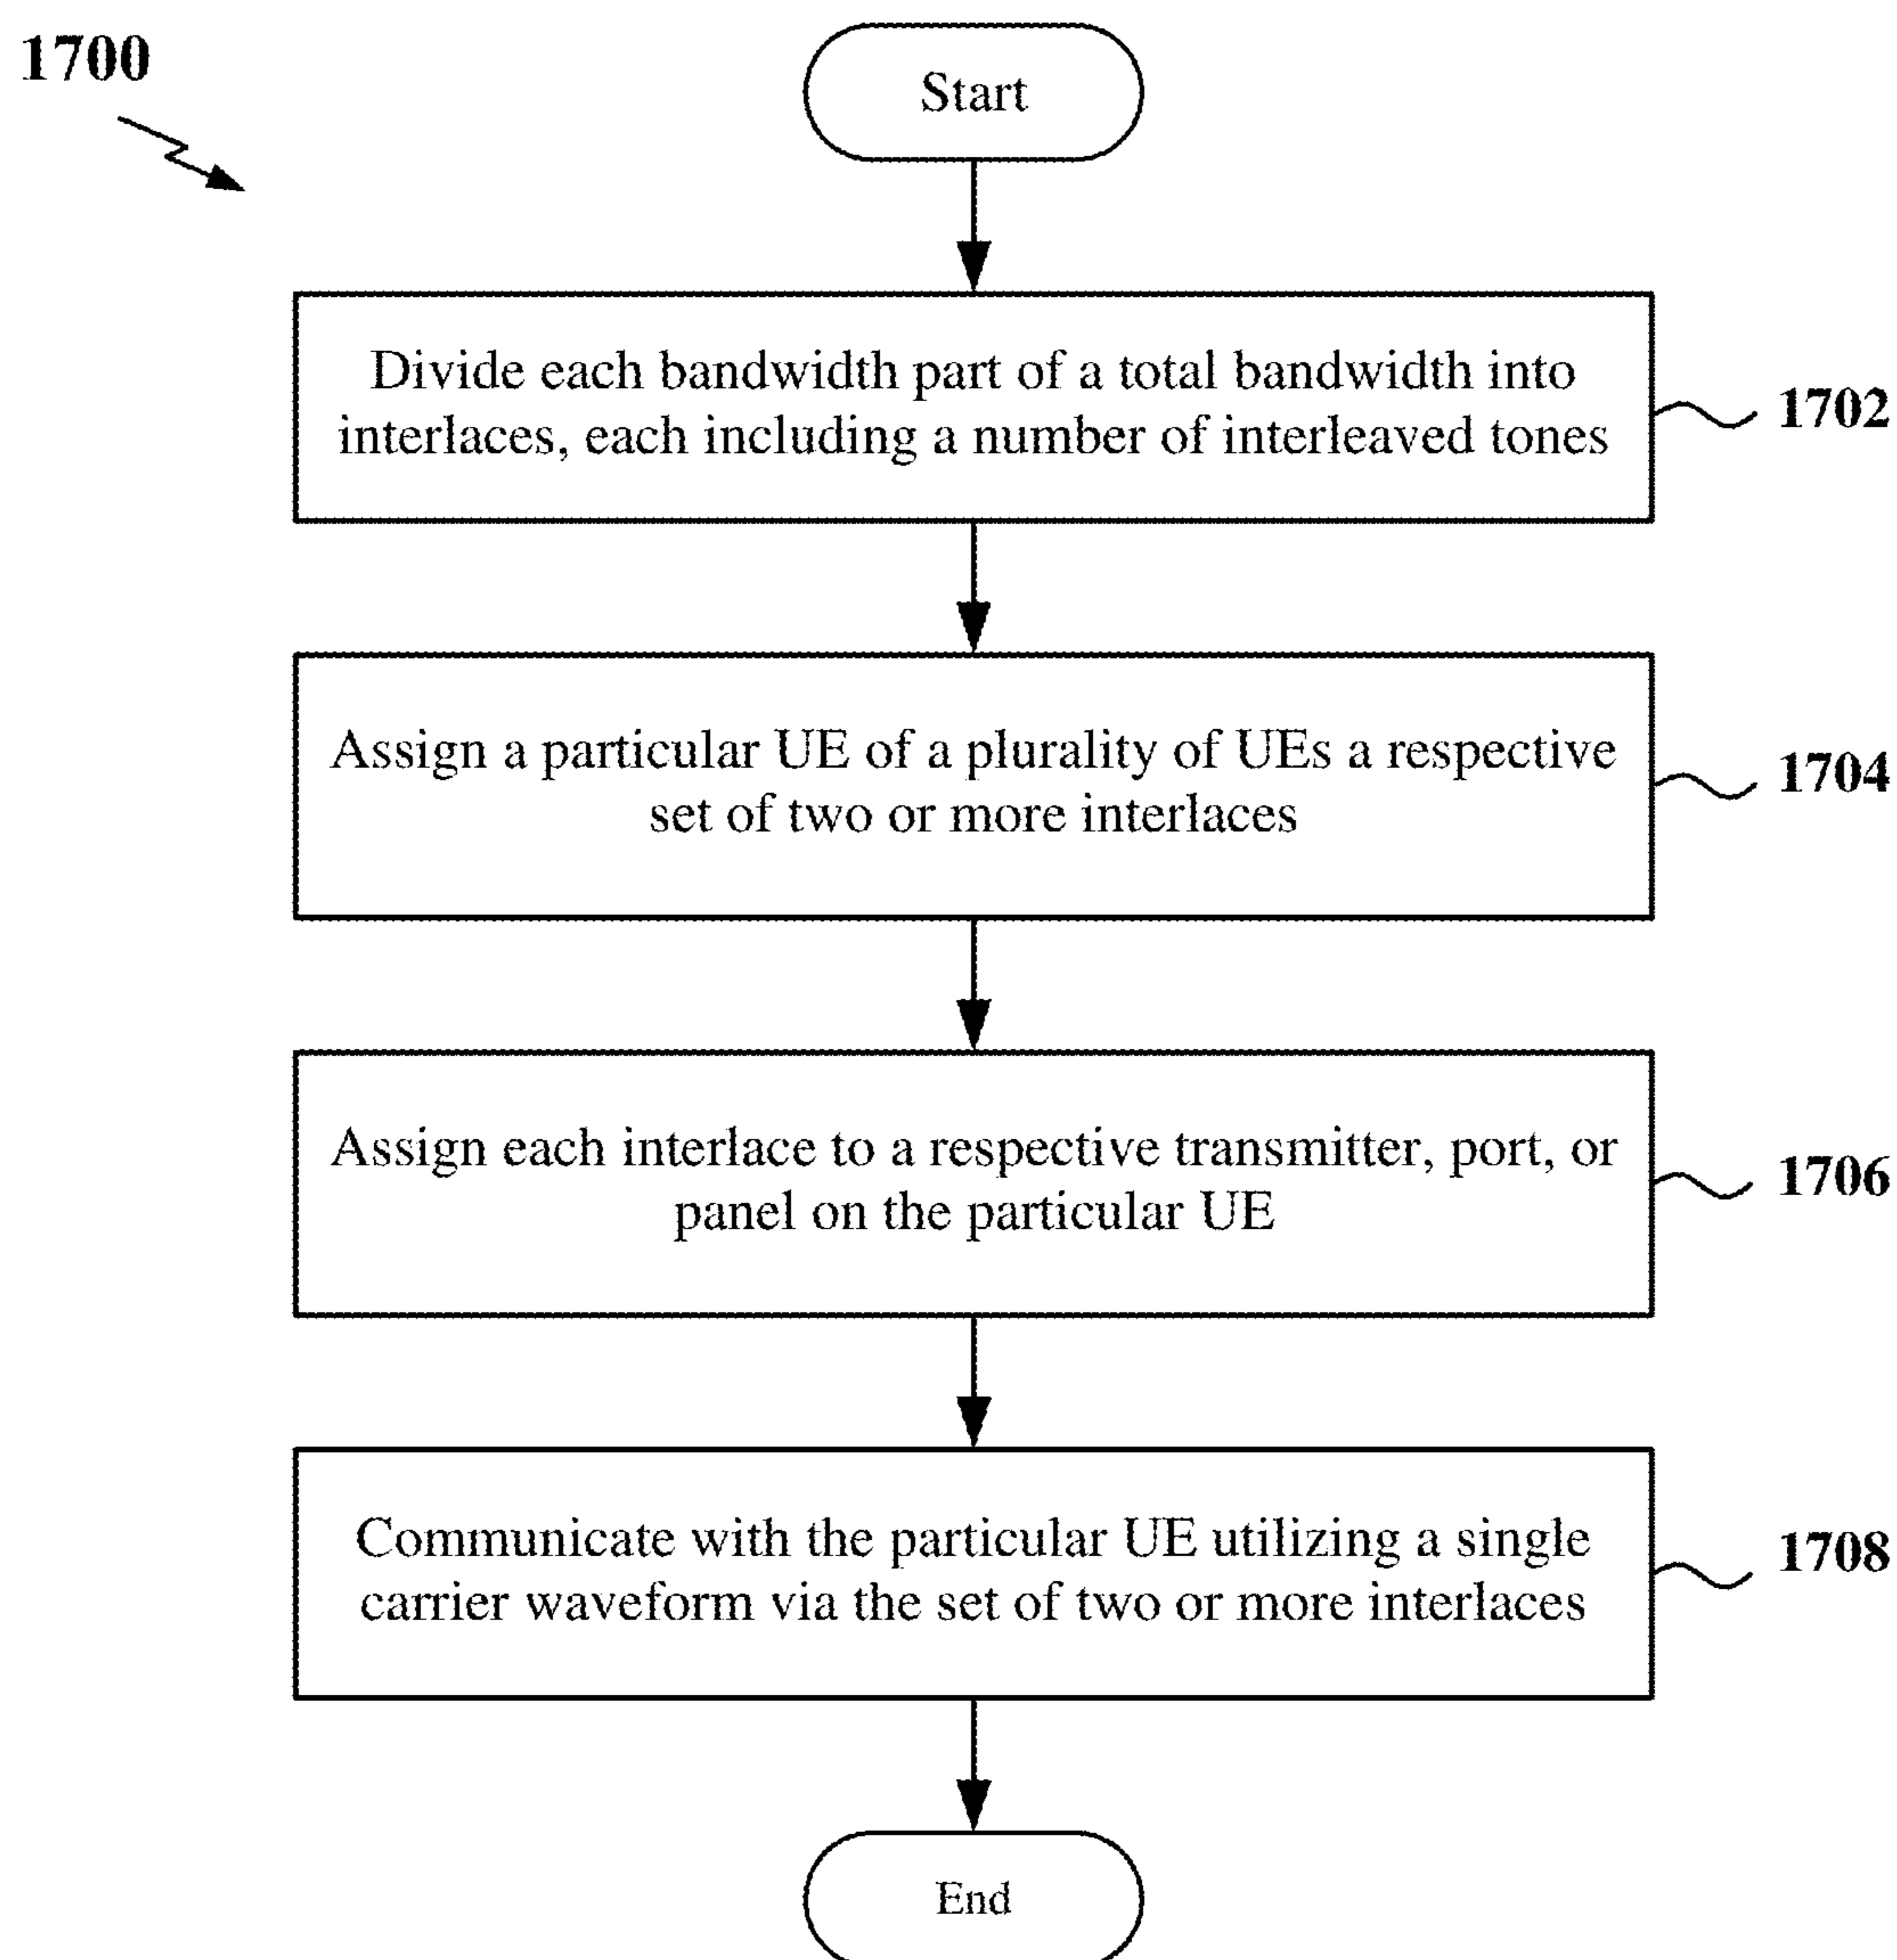 1700
Start
Divide each bandwidth part of a total bandwidth into
interlaces, each including a number of interleaved tones
1702
Assign a particular UE of a plurality of UEs a respective
set of two or more interlaces
1704
Assign each interlace to a respective transmitter, port, or
panel on the particular UE
1706
Communicate with the particular UE utilizing a single
carrier waveform via the set of two or more interlaces
1708
End